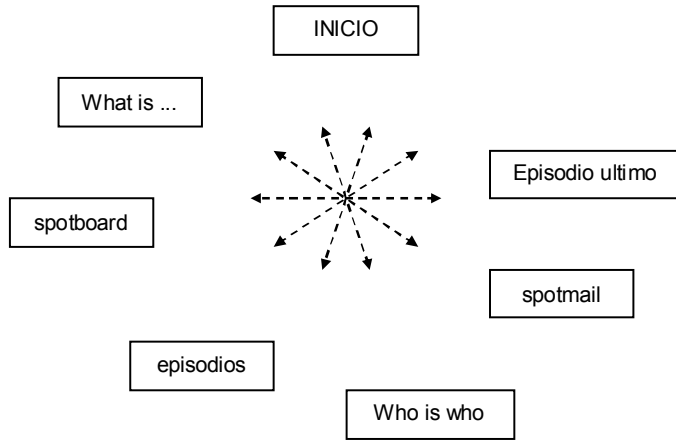 INICIO
What is ...
Episodio ultimo
spotboard
spotmail
episodios
Who is who